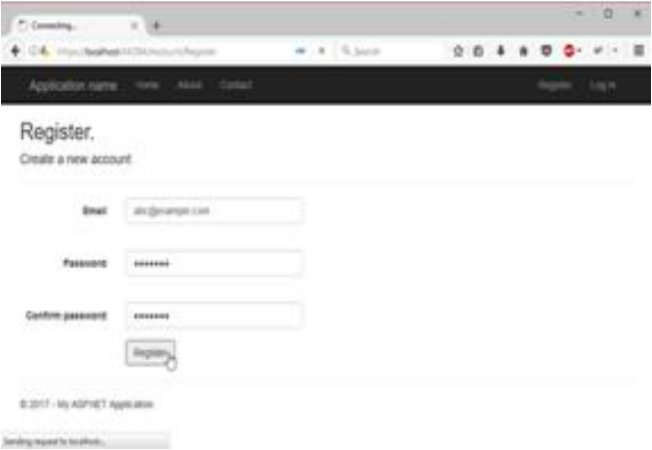 Connecting...
https://localhost:44394/Account/Register
Search
Application name Home About Contact Register Log in
Register.
Create a new account
Email abc@example.com
Password ••••••••
Confirm password ••••••••
Register
© 2017 - My ASP.NET Application
Sending request to localhost...